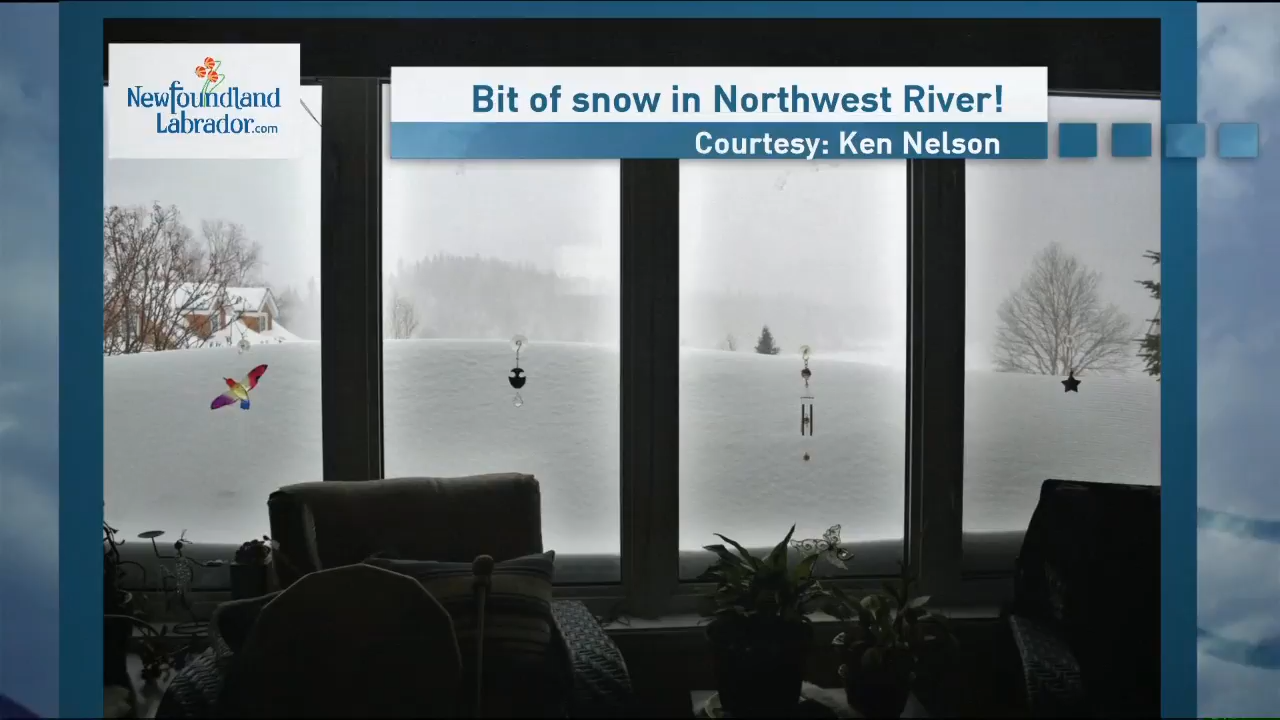 Newfoundland
Labrador.com
Bit of snow in Northwest River!
Courtesy: Ken Nelson